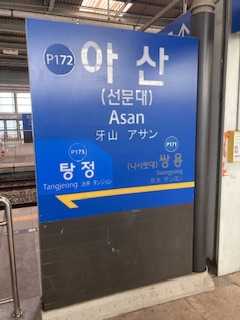 P172
아 산
(선문대)
Asan
牙山 アサン
P173
탕정
Tangjeong
P171
(나사렛대) 쌍용
Ssangyong